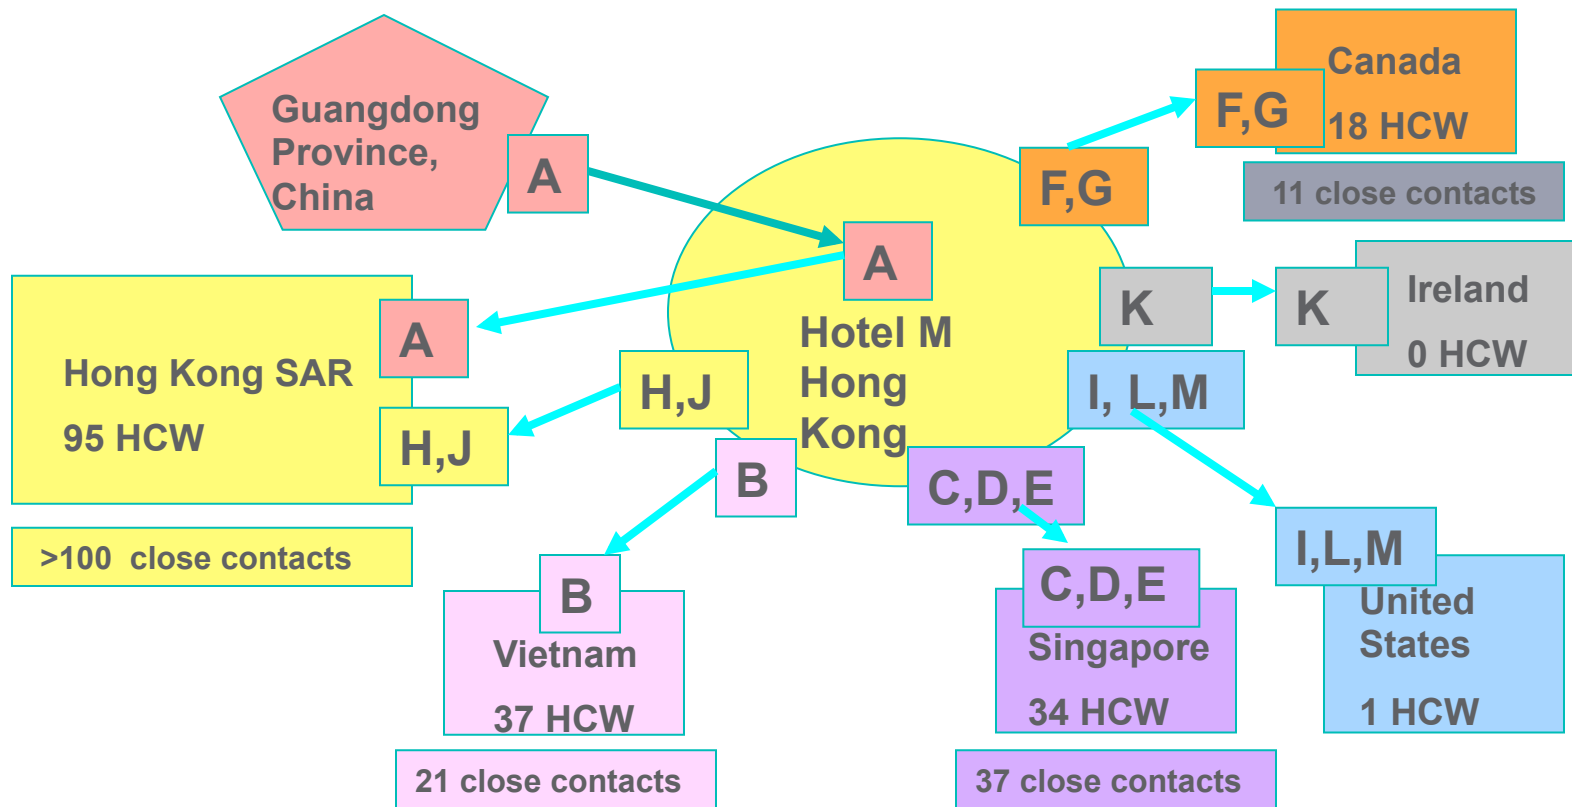 Guangdong
Province,
China
A
A
Hotel M
Hong
Kong
F,G
F,G
Canada
18 HCW
11 close contacts
K
K
Ireland
0 HCW
I, L,M
I,L,M
United
States
1 HCW
C,D,E
C,D,E
Singapore
34 HCW
37 close contacts
B
B
Vietnam
37 HCW
21 close contacts
H,J
H,J
A
Hong Kong SAR
95 HCW
>100 close contacts